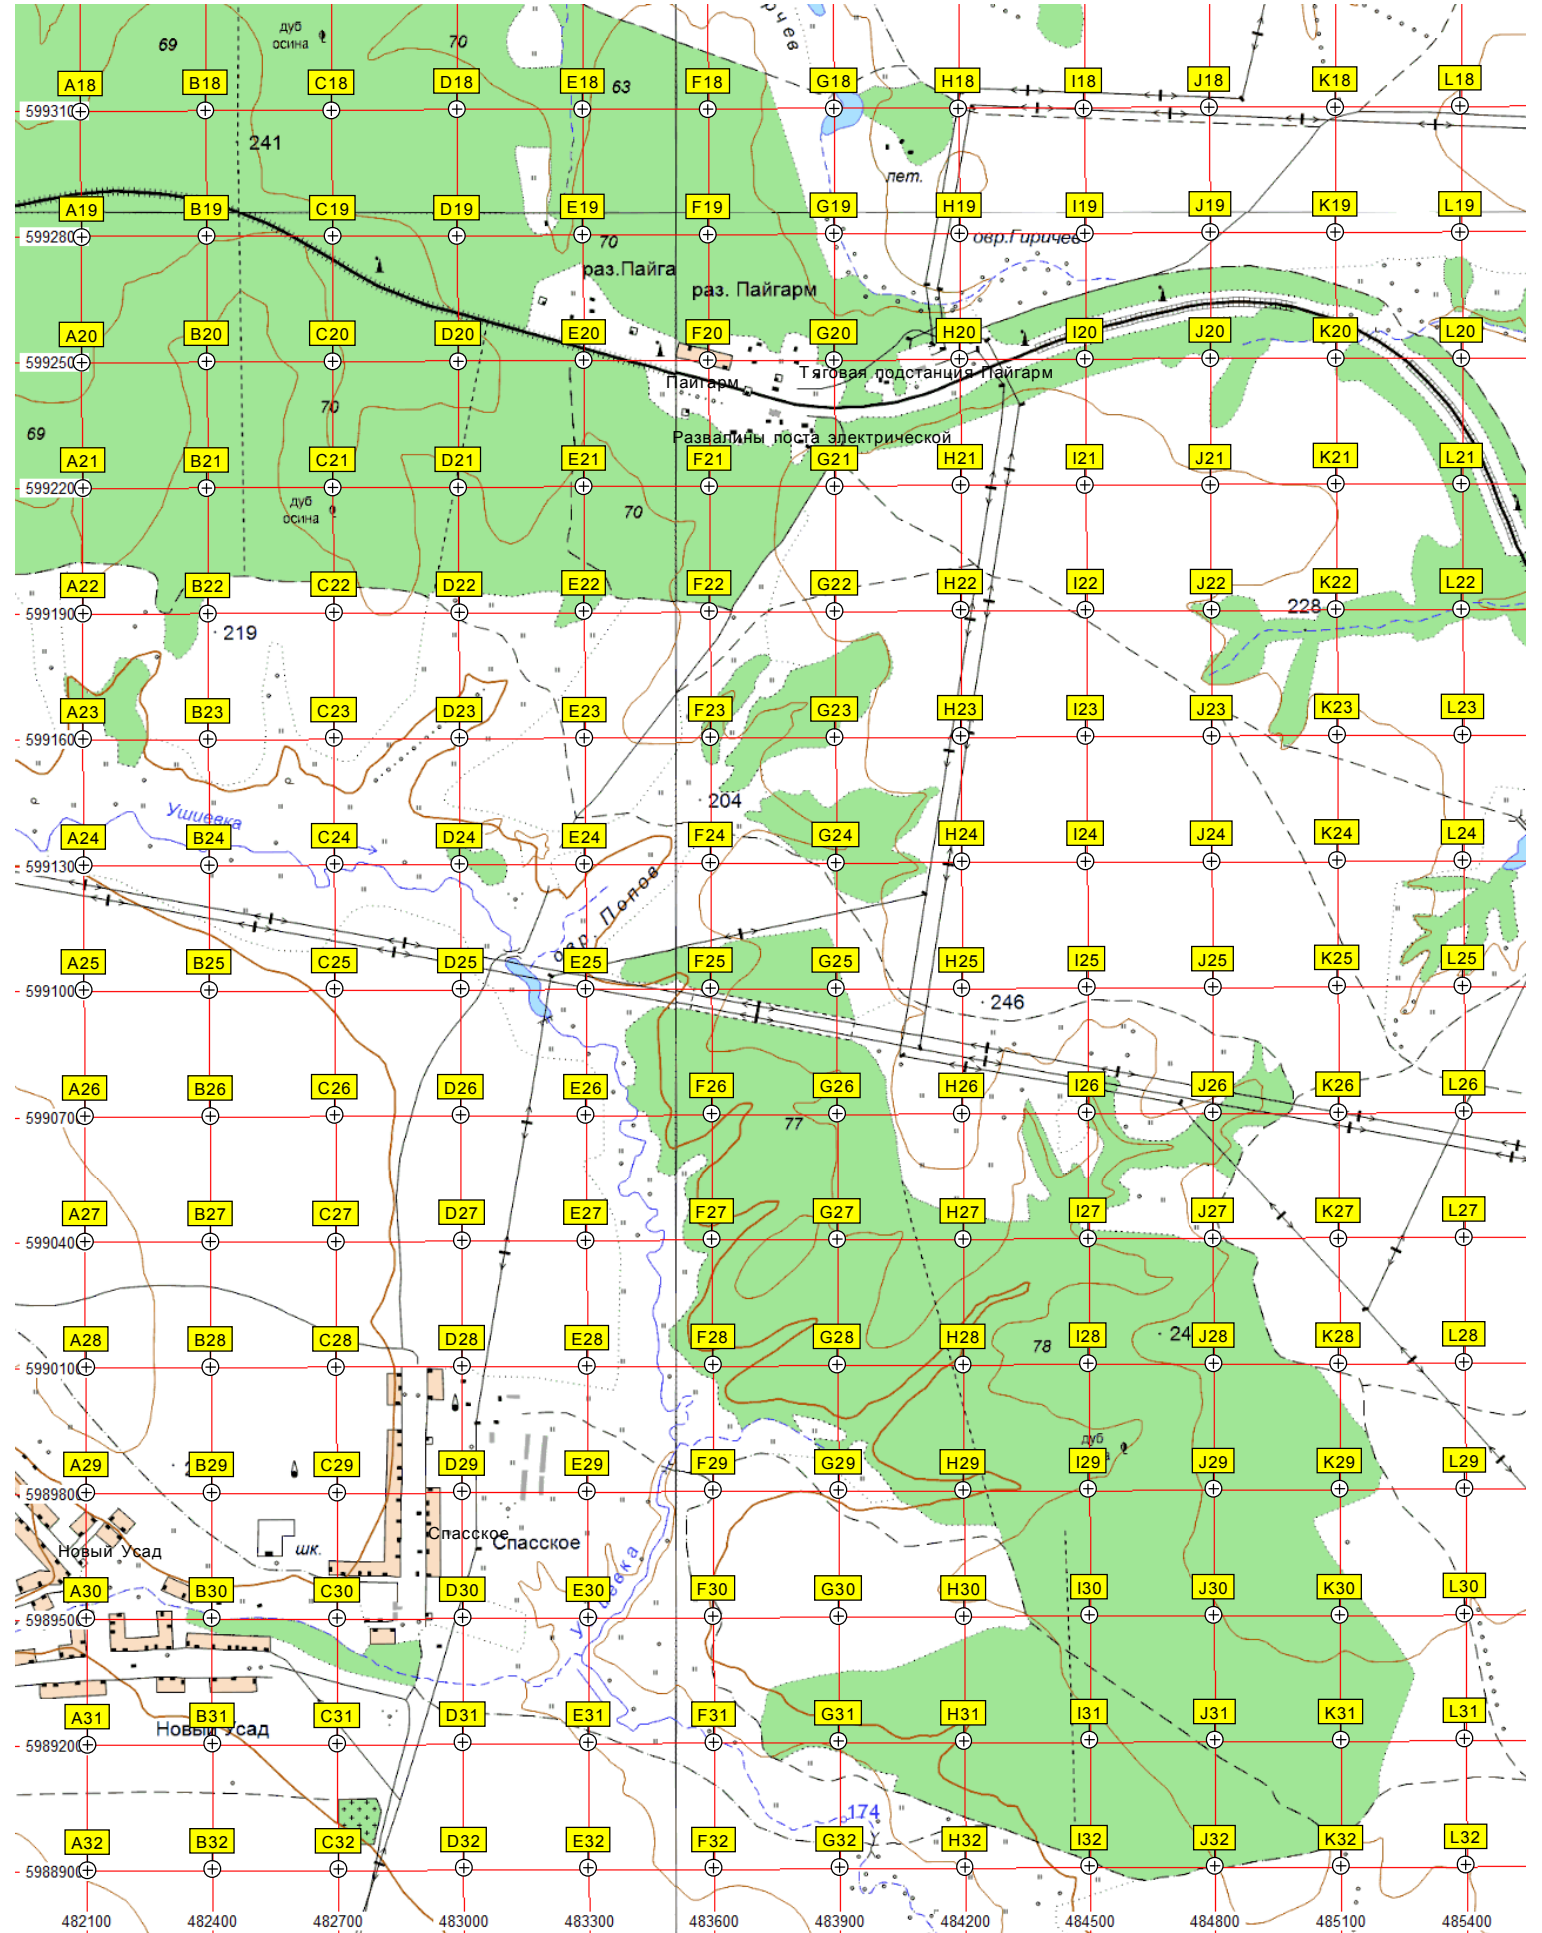 дуб
осина
69
70
63
рчев
A18 B18 C18 D18 E18 F18 G18 H18 I18 J18 K18 L18
599310
241
лет.
A19 B19 C19 D19 E19 F19 G19 H19 I19 J19 K19 L19
599280
70
овр.Гиричев
раз.Пайга
раз. Пайгарм
A20 B20 C20 D20 E20 F20 G20 H20 I20 J20 K20 L20
599250
Тяговая подстанция Пайгарм
Пайгарм
70
69
Развалины поста электрической
A21 B21 C21 D21 E21 F21 G21 H21 I21 J21 K21 L21
599220
дуб
осина
70
A22 B22 C22 D22 E22 F22 G22 H22 I22 J22 K22 L22
599190
228
219
A23 B23 C23 D23 E23 F23 G23 H23 I23 J23 K23 L23
599160
204
Ушиевка
A24 B24 C24 D24 E24 F24 G24 H24 I24 J24 K24 L24
599130
овр. Попов
A25 B25 C25 D25 E25 F25 G25 H25 I25 J25 K25 L25
599100
246
A26 B26 C26 D26 E26 F26 G26 H26 I26 J26 K26 L26
599070
77
A27 B27 C27 D27 E27 F27 G27 H27 I27 J27 K27 L27
599040
A28 B28 C28 D28 E28 F28 G28 H28 I28 J28 K28 L28
78
24
599010
дуб
A29 B29 C29 D29 E29 F29 G29 H29 I29 J29 K29 L29
598980
Спасское
Спасское
шк.
Новый Усад
A30 B30 C30 D30 E30 F30 G30 H30 I30 J30 K30 L30
598950
A31 B31 C31 D31 E31 F31 G31 H31 I31 J31 K31 L31
Новый Усад
598920
174
A32 B32 C32 D32 E32 F32 G32 H32 I32 J32 K32 L32
598890
482100 482400 482700 483000 483300 483600 483900 484200 484500 484800 485100 485400